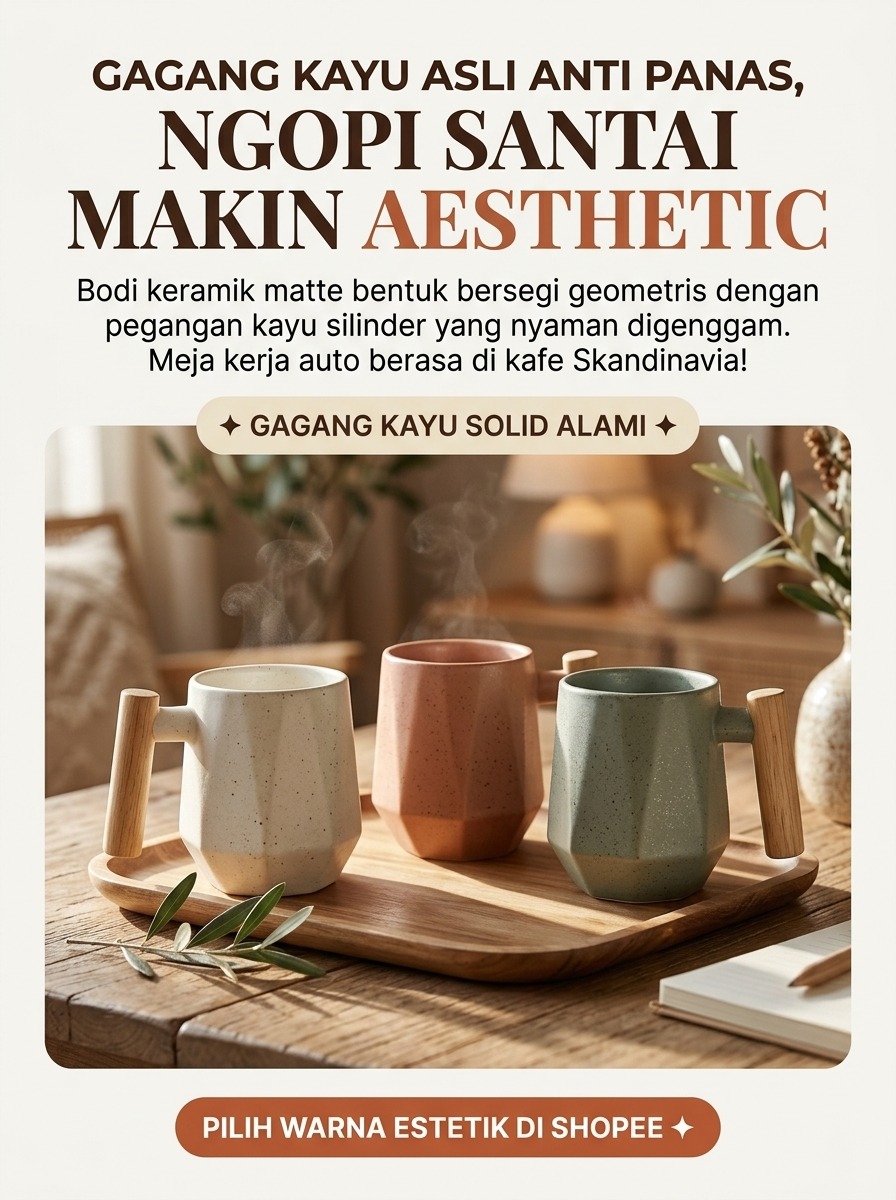 GAGANG KAYU ASLI ANTI PANAS,
NGOPI SANTAI
MAKIN AESTHETIC
Bodi keramik matte bentuk bersegi geometris dengan
pegangan kayu silinder yang nyaman digenggam.
Meja kerja auto berasa di kafe Skandinavia!
✦ GAGANG KAYU SOLID ALAMI ✦
PILIH WARNA ESTETIK DI SHOPEE ✦